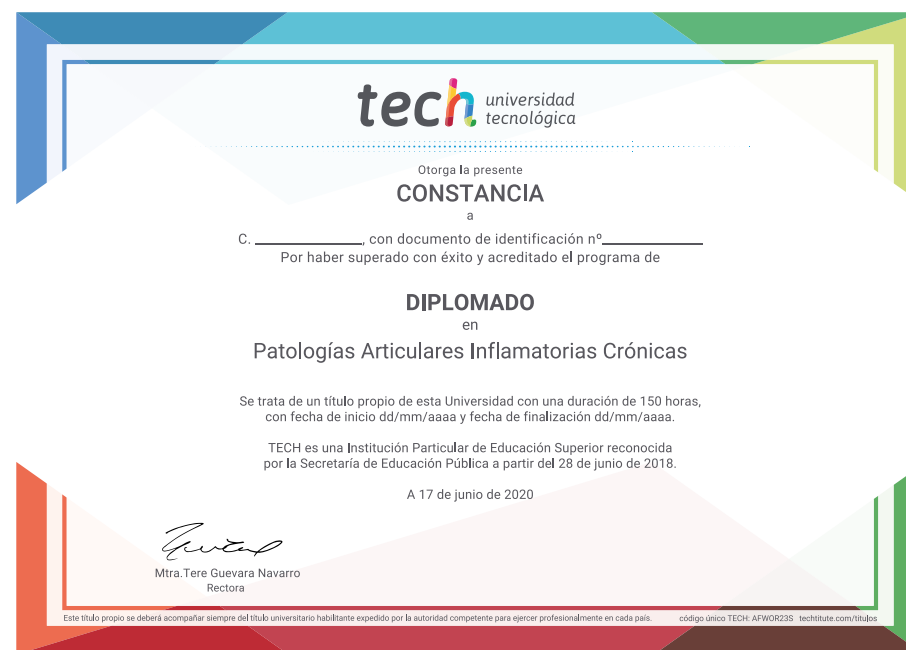 tech universidad
tecnológica
Otorga la presente
CONSTANCIA
a
C. ____________, con documento de identificación nº____________
Por haber superado con éxito y acreditado el programa de
DIPLOMADO
en
Patologías Articulares Inflamatorias Crónicas
Se trata de un título propio de esta Universidad con una duración de 150 horas,
con fecha de inicio dd/mm/aaaa y fecha de finalización dd/mm/aaaa.
TECH es una Institución Particular de Educación Superior reconocida
por la Secretaría de Educación Pública a partir del 28 de junio de 2018.
A 17 de junio de 2020
Mtra.Tere Guevara Navarro
Rectora
Este título propio se deberá acompañar siempre del título universitario habilitante expedido por la autoridad competente para ejercer profesionalmente en cada país. código único TECH: AFWOR23S techtitute.com/titulos